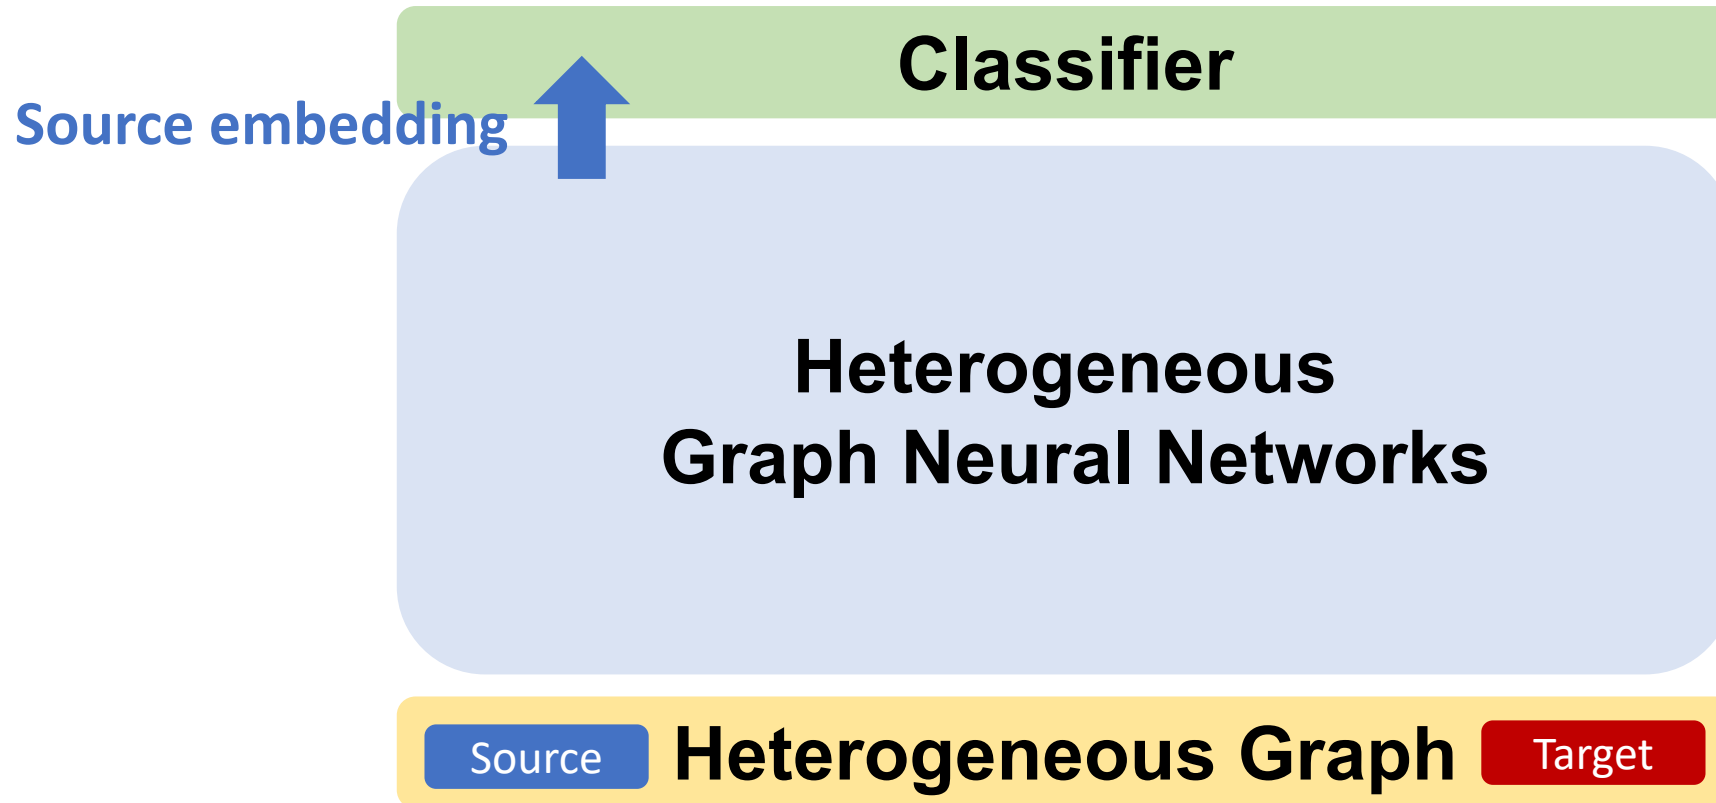 Classifier
Source embedding
Heterogeneous
Graph Neural Networks
Source Heterogeneous Graph Target